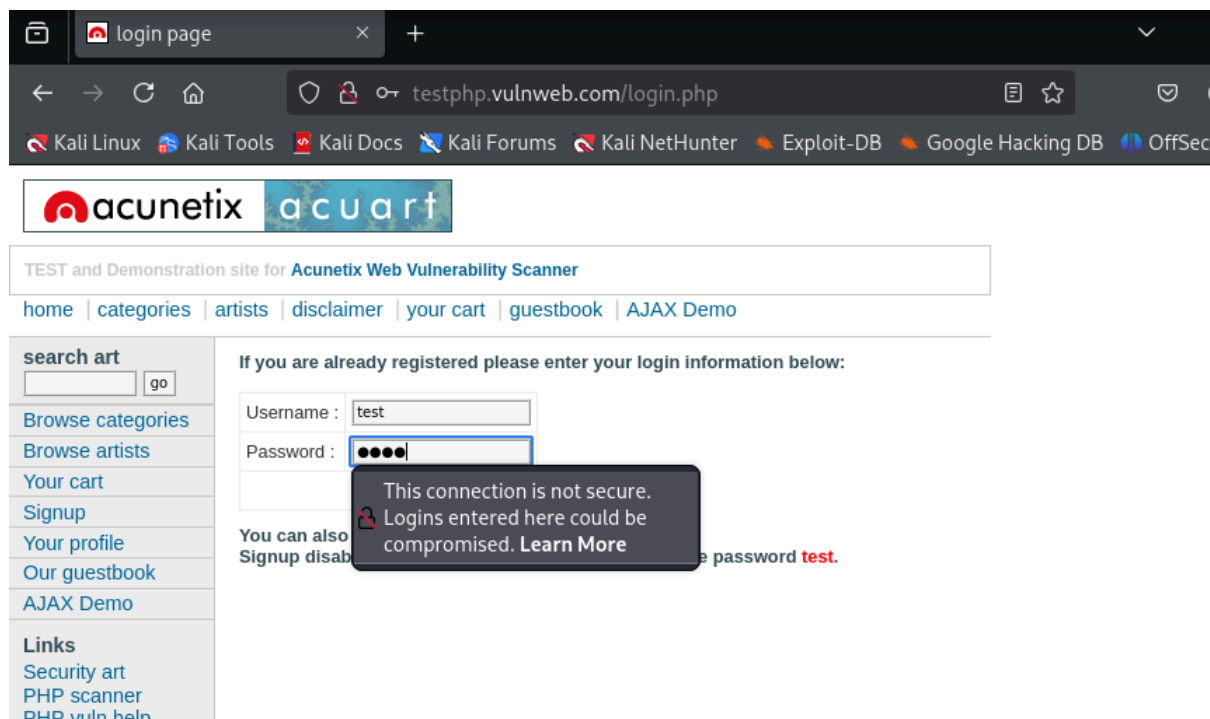 login page
testphp.vulnweb.com/login.php
Kali Linux Kali Tools Kali Docs Kali Forums Kali NetHunter Exploit-DB Google Hacking DB OffSec
acunetix acuart
TEST and Demonstration site for Acunetix Web Vulnerability Scanner
home | categories | artists | disclaimer | your cart | guestbook | AJAX Demo
search art
go
Browse categories
Browse artists
Your cart
Signup
Your profile
Our guestbook
AJAX Demo
Links
Security art
PHP scanner
PHP vuln help
If you are already registered please enter your login information below:
Username : test
Password : ●●●●
This connection is not secure.
Logins entered here could be
compromised. Learn More
You can also
Signup disab
e password test.